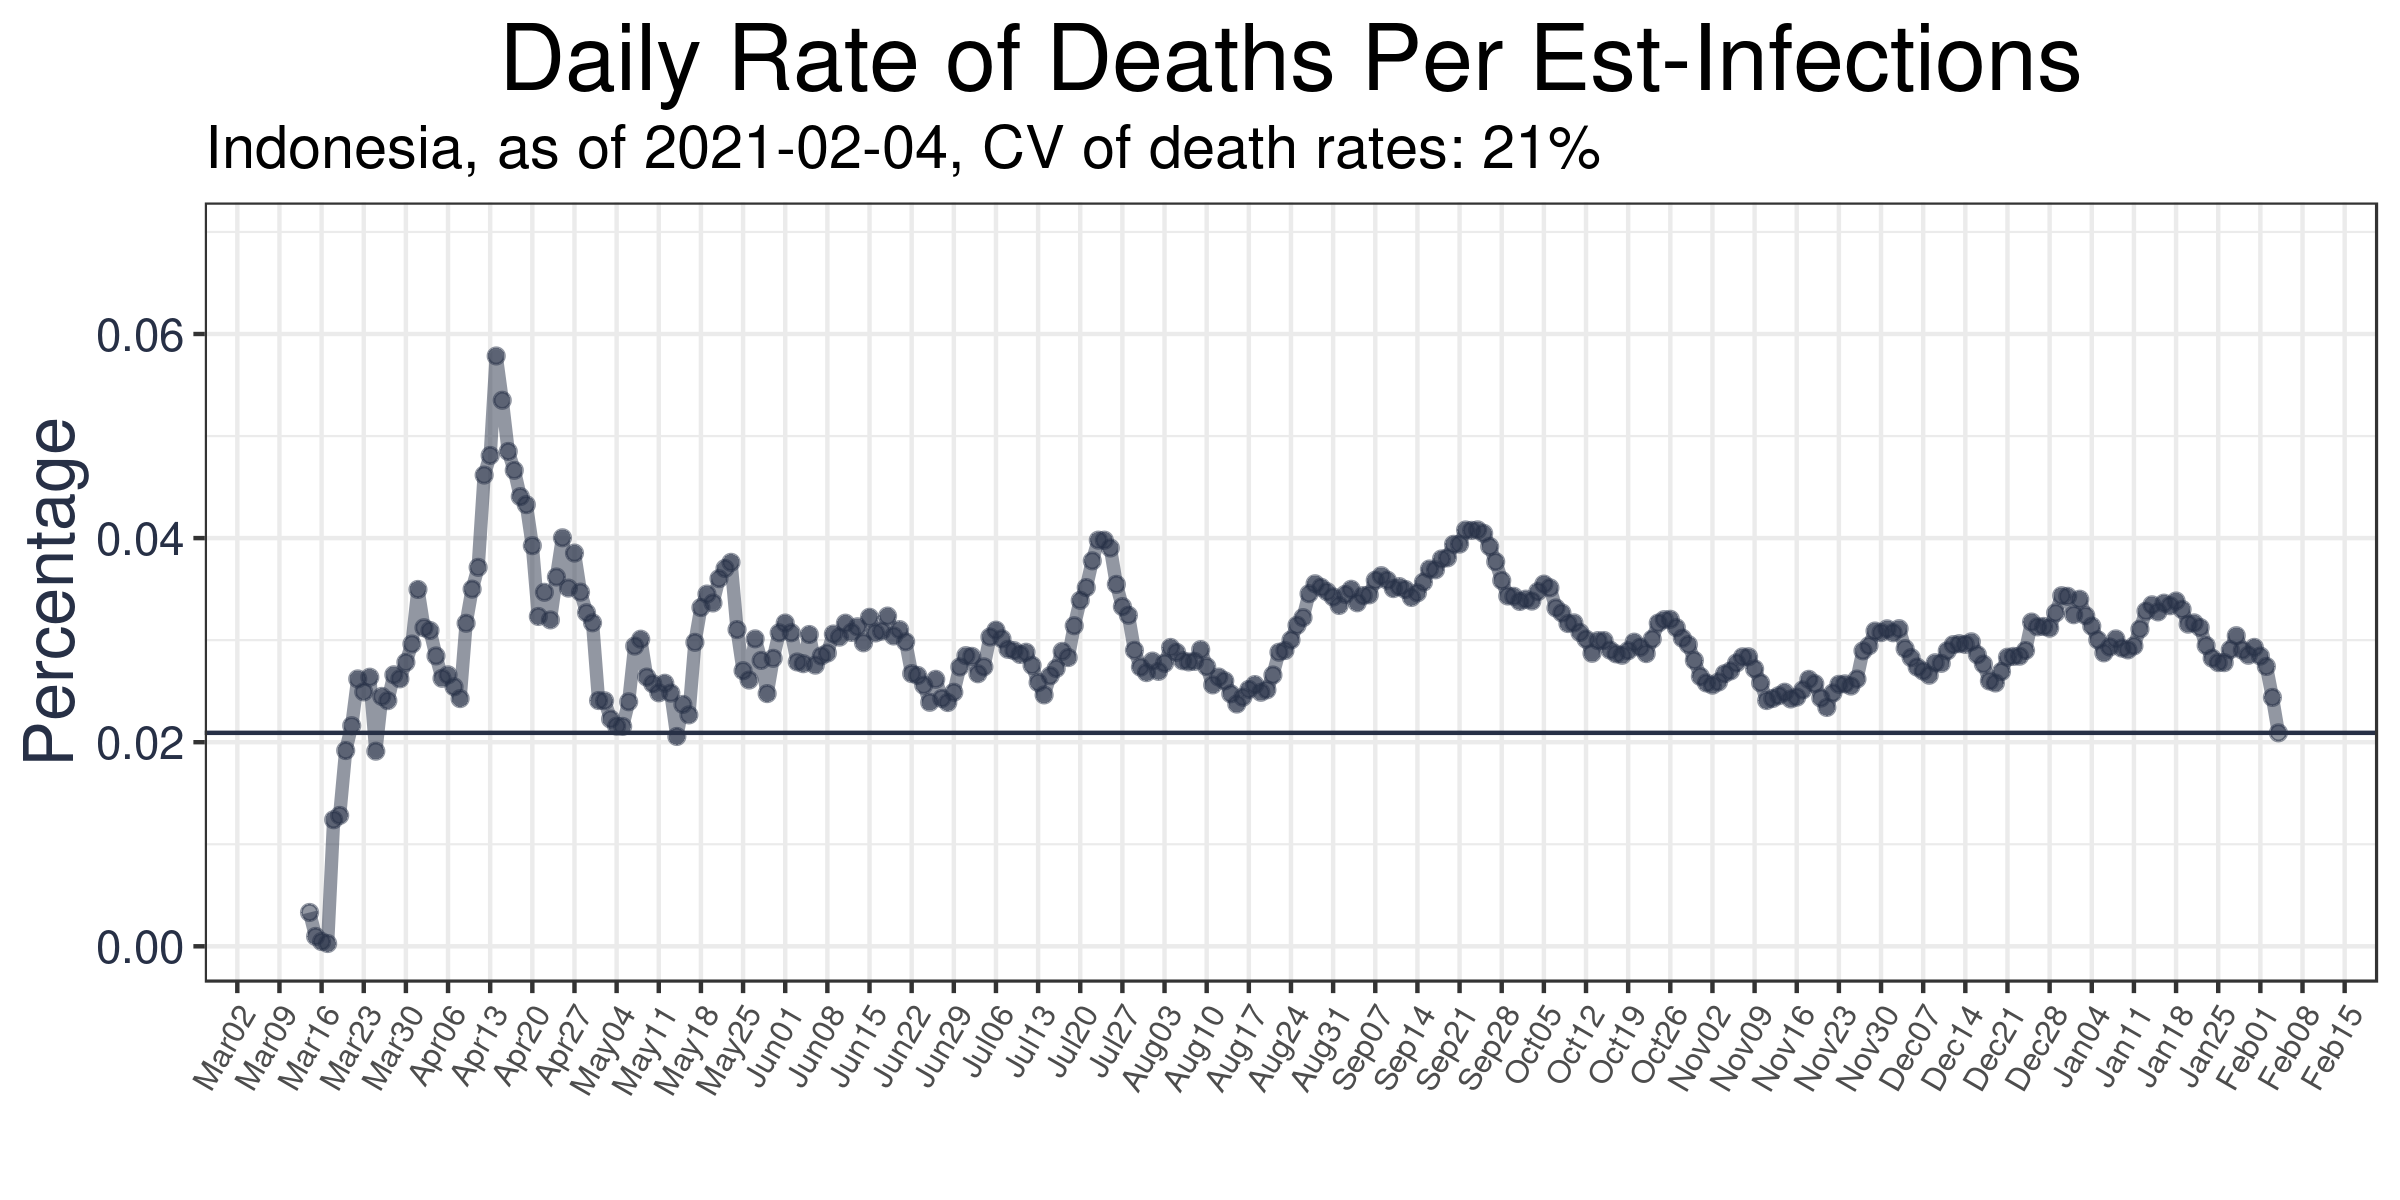 Daily Rate of Deaths Per Est-Infections
Indonesia, as of 2021-02-04, CV of death rates: 21%
Percentage
0.06
0.04
0.02
0.00
Mar02
Mar09
Mar16
Mar23
Mar30
Apr06
Apr13
Apr20
Apr27
May04
May11
May18
May25
Jun01
Jun08
Jun15
Jun22
Jun29
Jul06
Jul13
Jul20
Jul27
Aug03
Aug10
Aug17
Aug24
Aug31
Sep07
Sep14
Sep21
Sep28
Oct05
Oct12
Oct19
Oct26
Nov02
Nov09
Nov16
Nov23
Nov30
Dec07
Dec14
Dec21
Dec28
Jan04
Jan11
Jan18
Jan25
Feb01
Feb08
Feb15